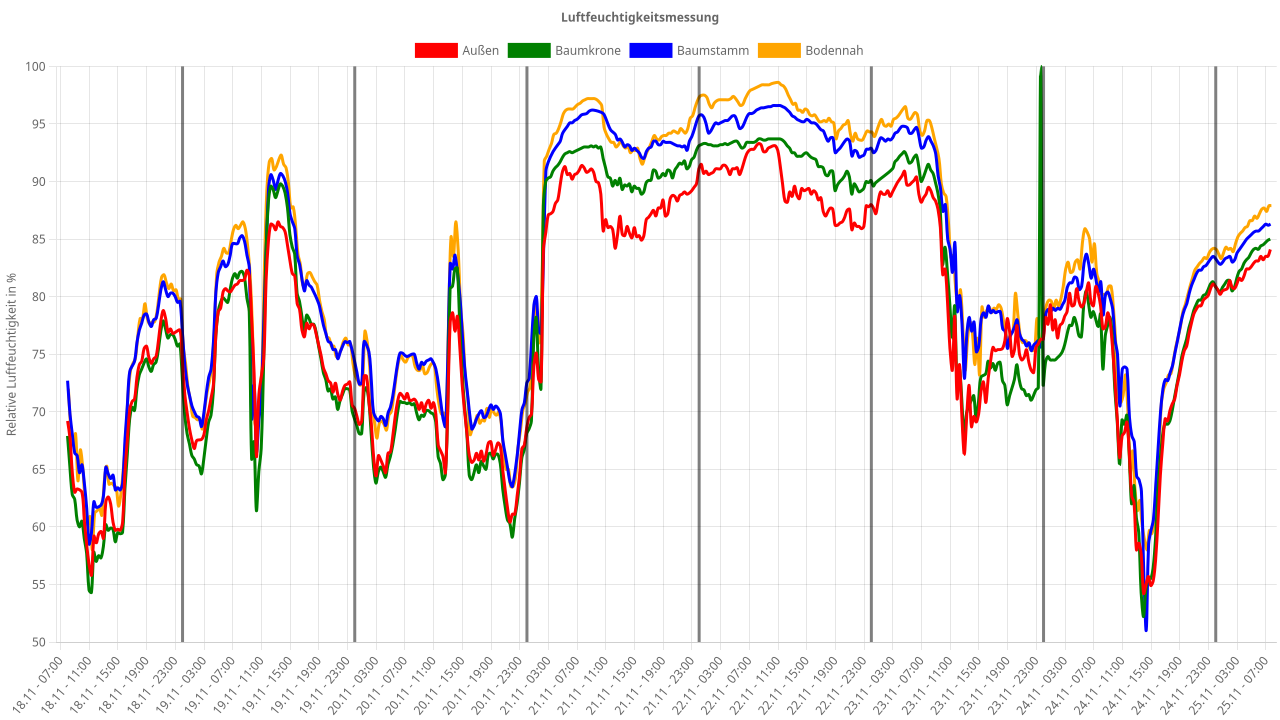 Luftfeuchtigkeitsmessung
Außen Baumkrone Baumstamm Bodennah
Relative Luftfeuchtigkeit in %
100
95
90
85
80
75
70
65
60
55
50
18.11 - 07:00
18.11 - 11:00
18.11 - 15:00
18.11 - 19:00
18.11 - 23:00
19.11 - 03:00
19.11 - 07:00
19.11 - 11:00
19.11 - 15:00
19.11 - 19:00
19.11 - 23:00
20.11 - 03:00
20.11 - 07:00
20.11 - 11:00
20.11 - 15:00
20.11 - 19:00
20.11 - 23:00
21.11 - 03:00
21.11 - 07:00
21.11 - 11:00
21.11 - 15:00
21.11 - 19:00
21.11 - 23:00
22.11 - 03:00
22.11 - 07:00
22.11 - 11:00
22.11 - 15:00
22.11 - 19:00
22.11 - 23:00
23.11 - 03:00
23.11 - 07:00
23.11 - 11:00
23.11 - 15:00
23.11 - 19:00
23.11 - 23:00
24.11 - 03:00
24.11 - 07:00
24.11 - 11:00
24.11 - 15:00
24.11 - 19:00
24.11 - 23:00
25.11 - 03:00
25.11 - 07:00